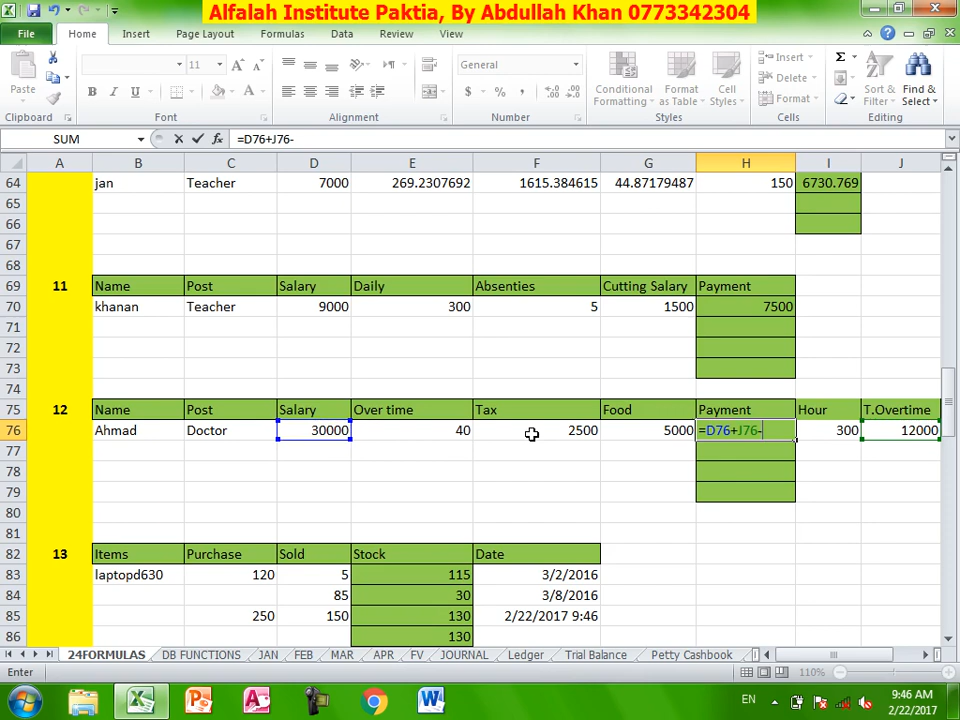 Alfalah Institute Paktia, By Abdullah Khan 0773342304
File Home Insert Page Layout Formulas Data Review View
11 General Insert Σ
Paste Delete
Conditional Format Cell Format Sort & Find &
Formatting as Table Styles Filter Select
Clipboard Font Alignment Number Styles Cells Editing
SUM fx =D76+J76-
A B C D E F G H I J
64 jan Teacher 7000 269.2307692 1615.384615 44.87179487 150 6730.769
65
66
67
68
69 11 Name Post Salary Daily Absenties Cutting Salary Payment
70 khanan Teacher 9000 300 5 1500 7500
71
72
73
74
75 12 Name Post Salary Over time Tax Food Payment Hour T.Overtime
76 Ahmad Doctor 30000 40 2500 5000 =D76+J76- 300 12000
77
78
79
80
81
82 13 Items Purchase Sold Stock Date
83 laptopd630 120 5 115 3/2/2016
84 85 30 3/8/2016
85 250 150 130 2/22/2017 9:46
86 130
24FORMULAS DB FUNCTIONS JAN FEB MAR APR FV JOURNAL Ledger Trial Balance Petty Cashbook
Enter 110%
EN 9:46 AM
2/22/2017